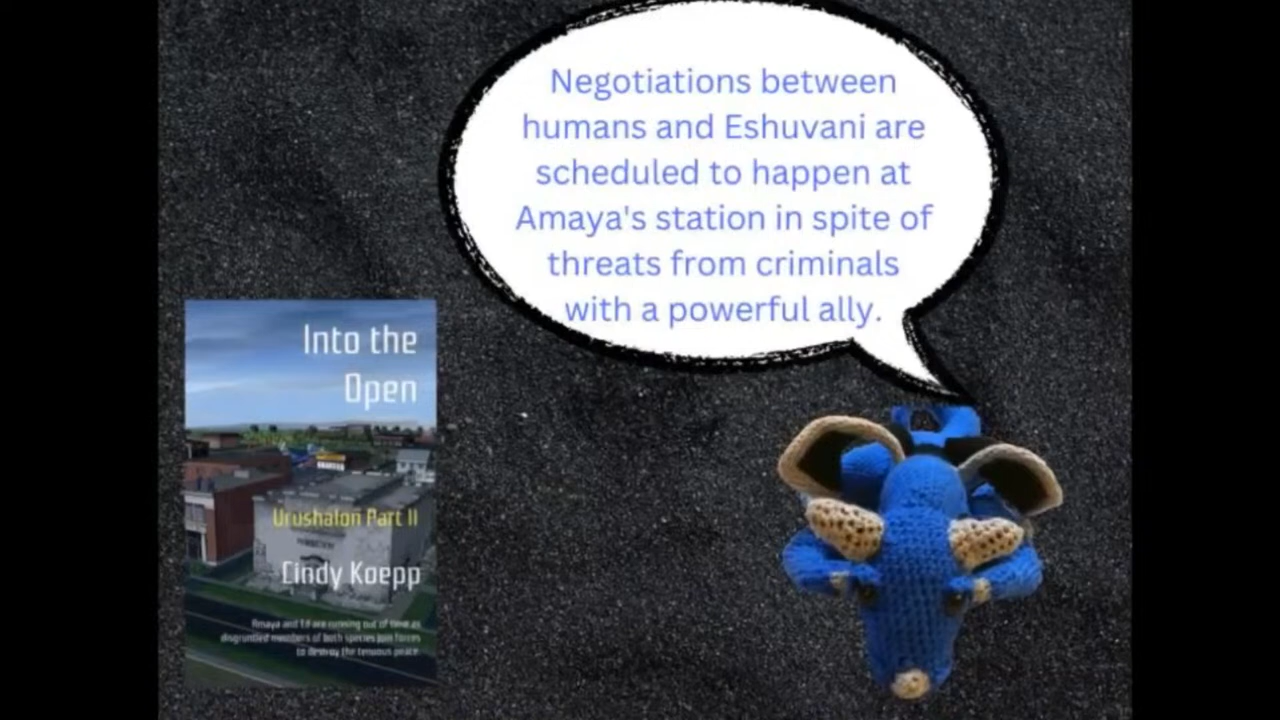 Negotiations between
humans and Eshuvani are
scheduled to happen at
Amaya's station in spite of
threats from criminals
with a powerful ally.
Into the
Open
Urushalon Part II
Cindy Koepp
Amaya and Ed are running out of time as
disgruntled members of both species join forces
to destroy the tenuous peace.